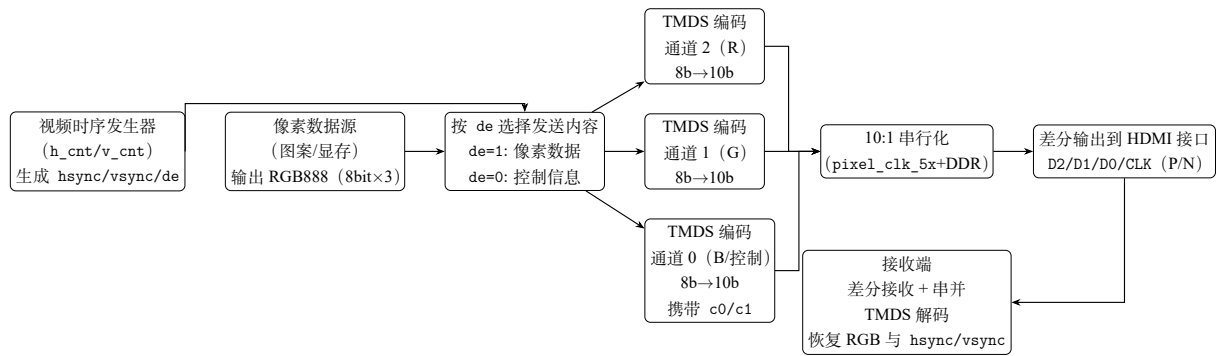 视频时序发生器
（h_cnt/v_cnt）
生成 hsync/vsync/de
像素数据源
（图案/显存）
输出 RGB888（8bit×3）
按 de 选择发送内容
de=1: 像素数据
de=0: 控制信息
TMDS 编码
通道 2（R）
8b→10b
TMDS 编码
通道 1（G）
8b→10b
TMDS 编码
通道 0（B/控制）
8b→10b
携带 c0/c1
10:1 串行化
(pixel_clk_5x+DDR)
差分输出到 HDMI 接口
D2/D1/D0/CLK (P/N)
接收端
差分接收 + 串并
TMDS 解码
恢复 RGB 与 hsync/vsync